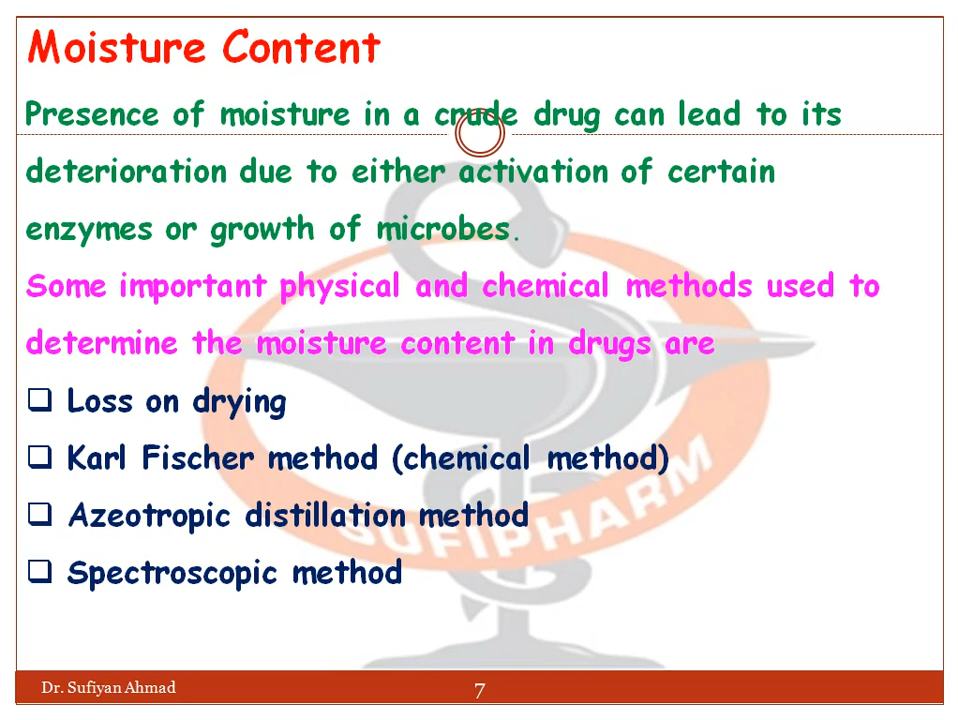 Moisture Content
Presence of moisture in a crude drug can lead to its
deterioration due to either activation of certain
enzymes or growth of microbes.
Some important physical and chemical methods used to
determine the moisture content in drugs are
❑ Loss on drying
❑ Karl Fischer method (chemical method)
❑ Azeotropic distillation method
❑ Spectroscopic method
SUFIPHARM
Dr. Sufiyan Ahmad
7